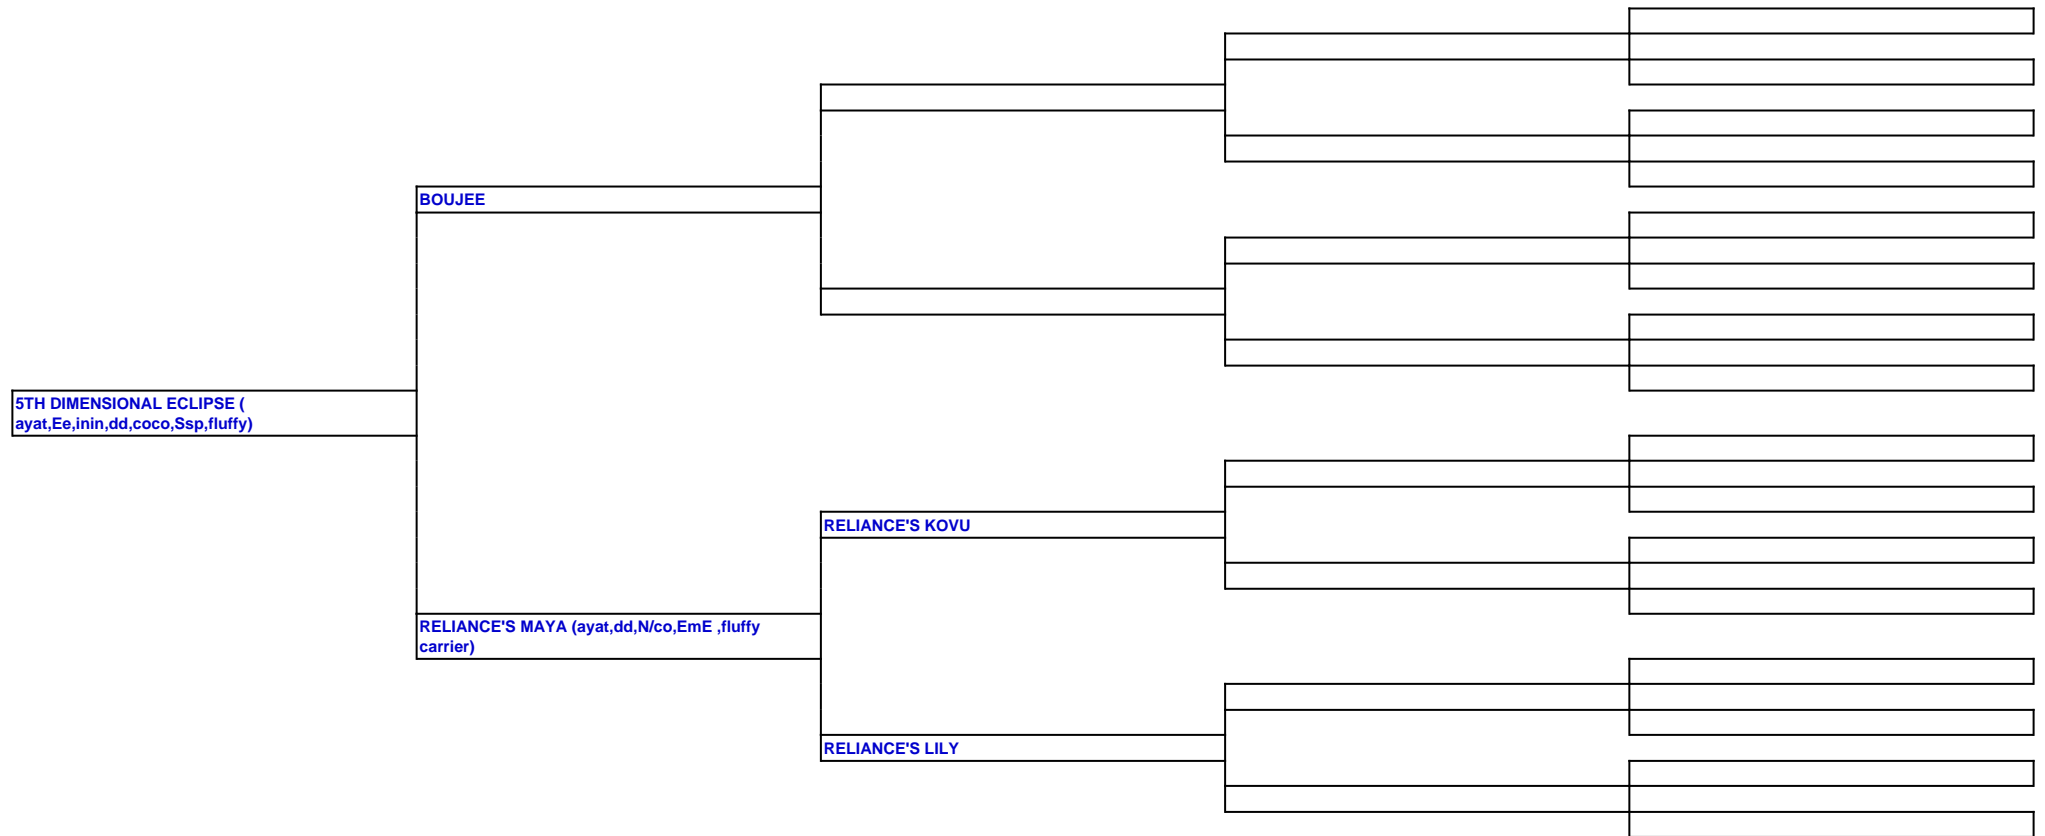 BOUJEE
5TH DIMENSIONAL ECLIPSE (
ayat,Ee,inin,dd,coco,Ssp,fluffy)
RELIANCE'S KOVU
RELIANCE'S MAYA (ayat,dd,N/co,EmE ,fluffy
carrier)
RELIANCE'S LILY